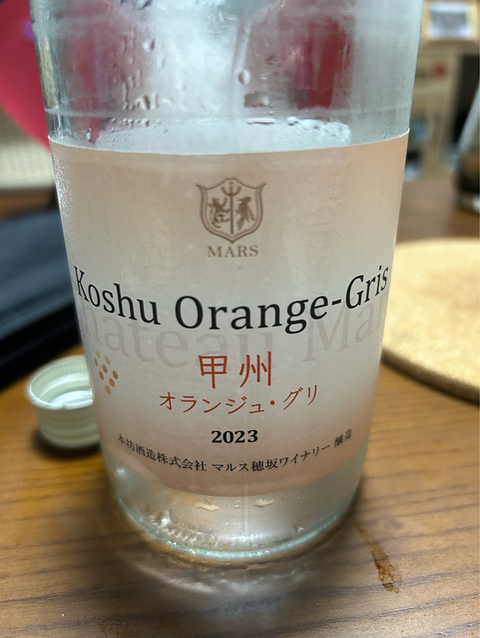 MARS
Koshu Orange-Gris
Chateau Mars
甲州
オランジュ・グリ
2023
本坊酒造株式会社 マルス穂坂ワイナリー 醸造